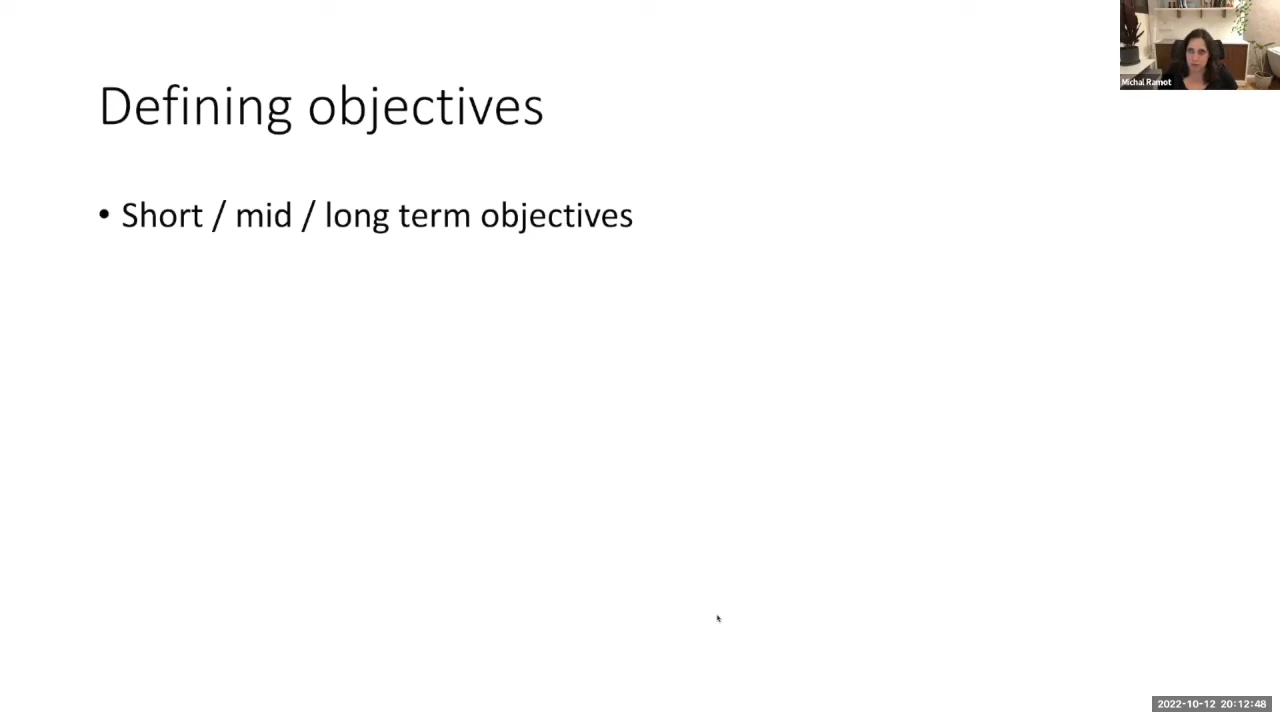 Defining objectives
• Short / mid / long term objectives
Michal Ramot
2022-10-12 20:12:48